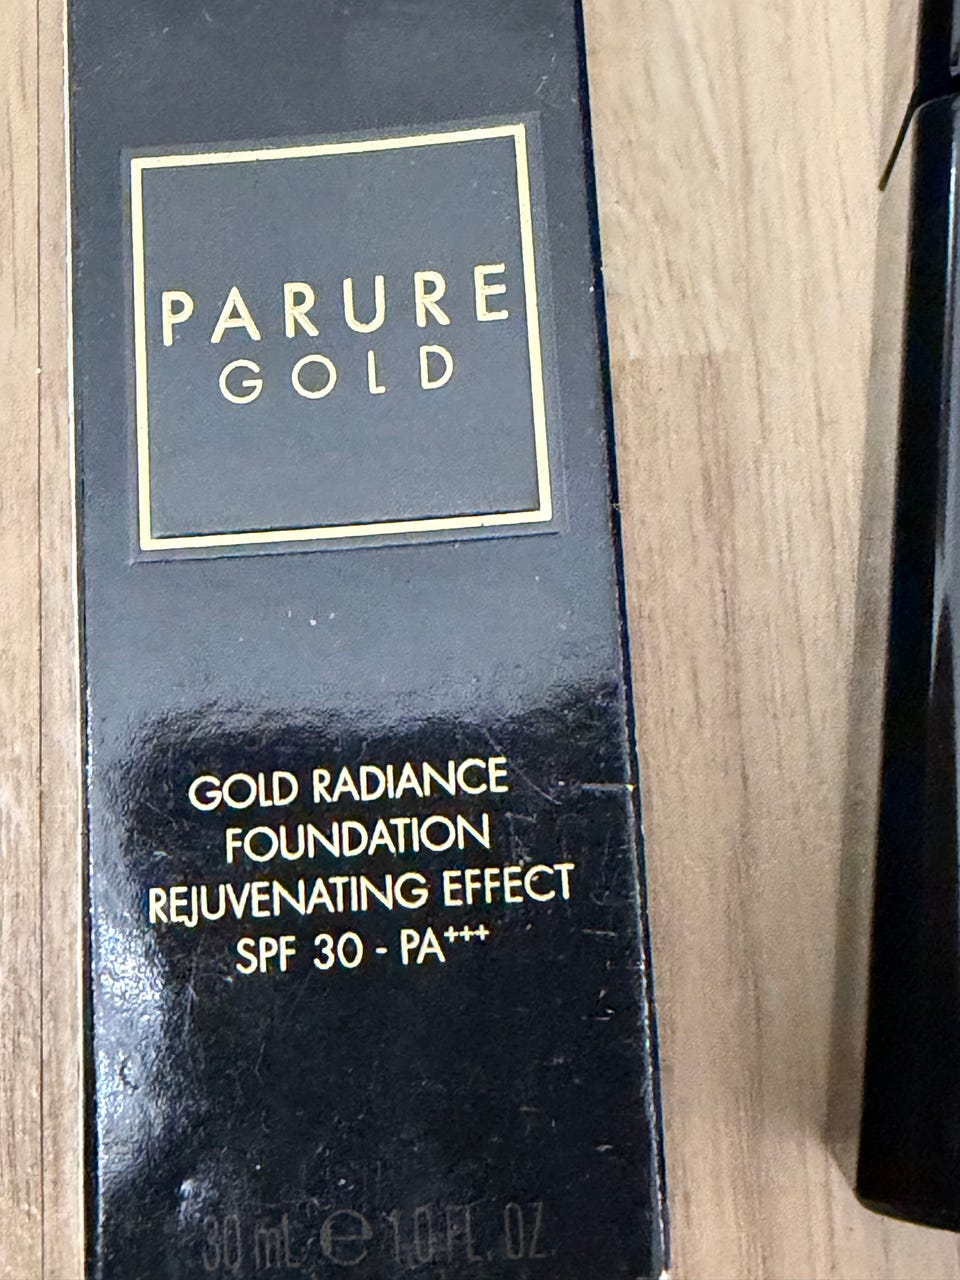 PARURE
GOLD
GOLD RADIANCE
FOUNDATION
REJUVENATING EFFECT
SPF 30 - PA+++
30 mL ℮ 1.0 FL. OZ.